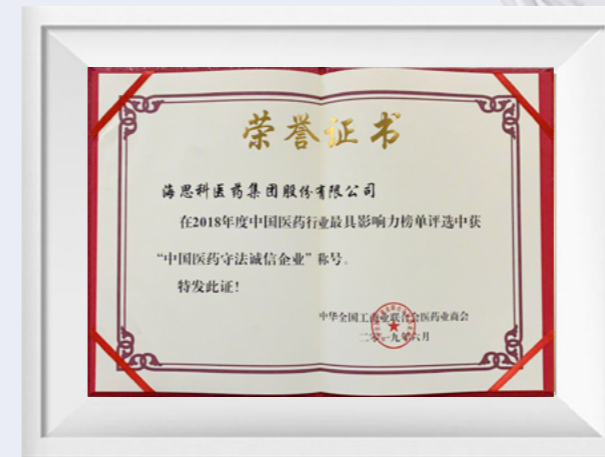 荣誉证书
海思科医药集团股份有限公司
在2018年度中国医药行业最具影响力榜单评选中获
“中国医药守法诚信企业”称号。
特发此证!
中华全国工商业联合会医药业商会
二零一九年六月